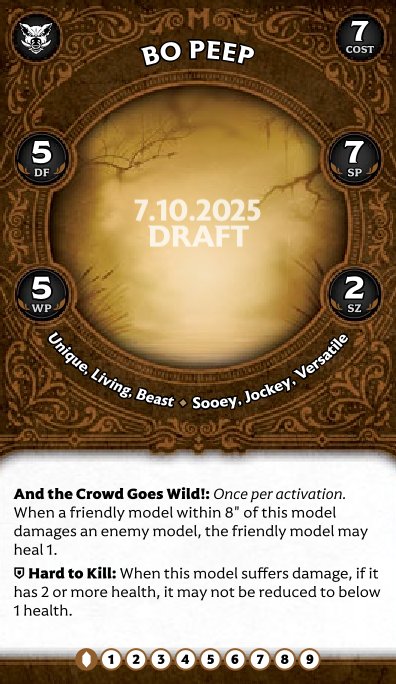 BO PEEP
7
COST
5
DF
7
SP
7.10.2025
DRAFT
5
WP
2
SZ
Unique, Living, Beast ◆ Sooey, Jockey, Versatile
And the Crowd Goes Wild!: Once per activation.
When a friendly model within 8" of this model
damages an enemy model, the friendly model may
heal 1.
Hard to Kill: When this model suffers damage, if it
has 2 or more health, it may not be reduced to below
1 health.
1 2 3 4 5 6 7 8 9